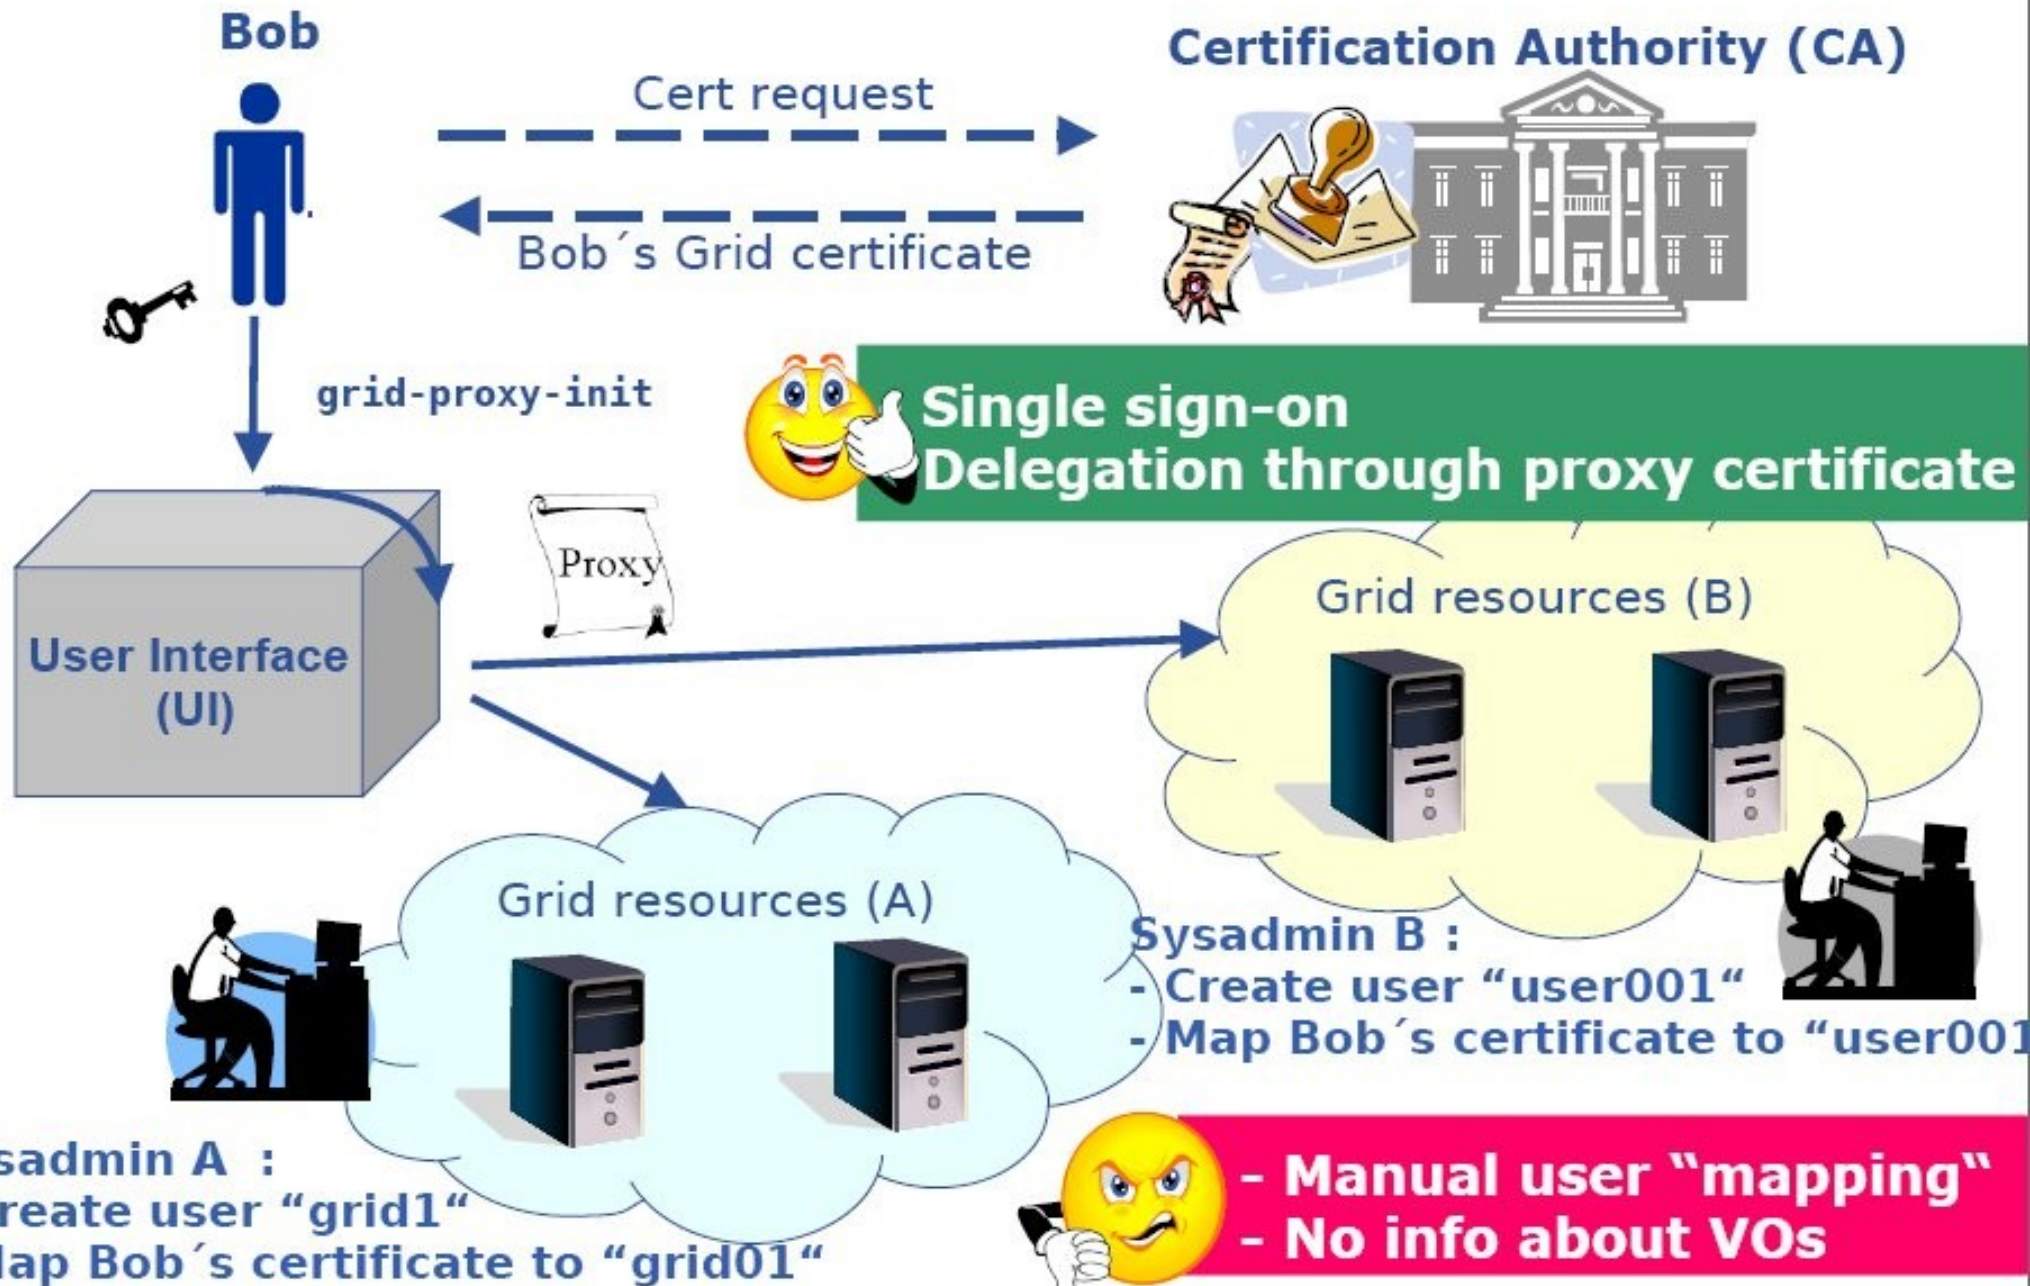 Bob
Certification Authority (CA)
Cert request
Bob´s Grid certificate
grid-proxy-init
Single sign-on
Delegation through proxy certificate
Proxy
User Interface
(UI)
Grid resources (B)
Grid resources (A)
Sysadmin B :
- Create user “user001“
- Map Bob´s certificate to “user001
sadmin A :
reate user “grid1“
ap Bob´s certificate to “grid01“
- Manual user “mapping“
- No info about VOs